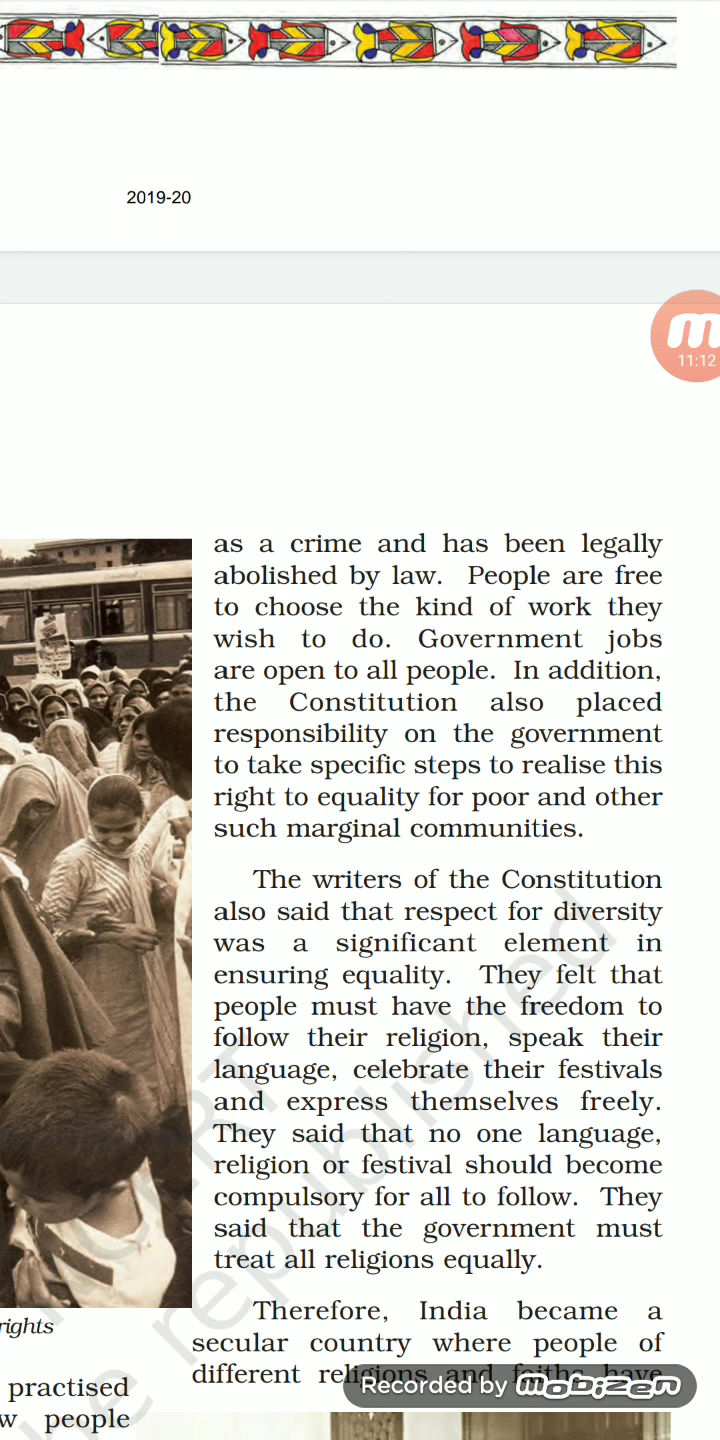 2019-20
11:12
as a crime and has been legally
abolished by law. People are free
to choose the kind of work they
wish to do. Government jobs
are open to all people. In addition,
the Constitution also placed
responsibility on the government
to take specific steps to realise this
right to equality for poor and other
such marginal communities.
The writers of the Constitution
also said that respect for diversity
was a significant element in
ensuring equality. They felt that
people must have the freedom to
follow their religion, speak their
language, celebrate their festivals
and express themselves freely.
They said that no one language,
religion or festival should become
compulsory for all to follow. They
said that the government must
treat all religions equally.
Therefore, India became a
secular country where people of
different religions and faiths have
rights
practised
w people
Recorded by mobizen
republished